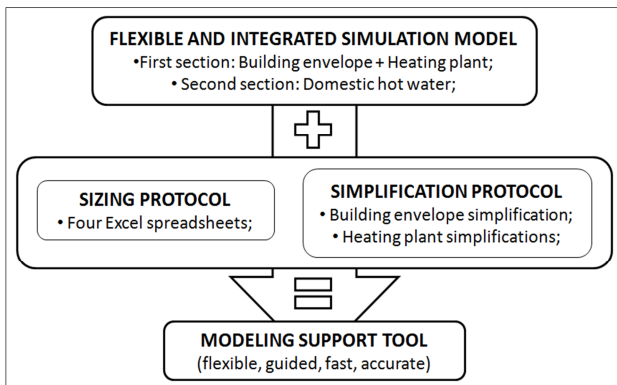 FLEXIBLE AND INTEGRATED SIMULATION MODEL
•First section: Building envelope + Heating plant;
• Second section: Domestic hot water;
SIZING PROTOCOL
• Four Excel spreadsheets;
SIMPLIFICATION PROTOCOL
• Building envelope simplification;
• Heating plant simplifications;
MODELING SUPPORT TOOL
(flexible, guided, fast, accurate)